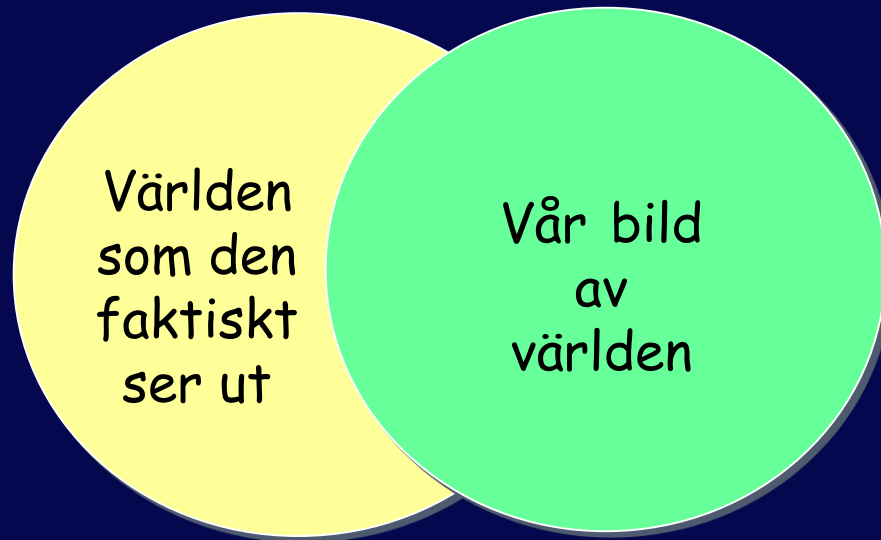 Världen
som den
faktiskt
ser ut
Vår bild
av
världen